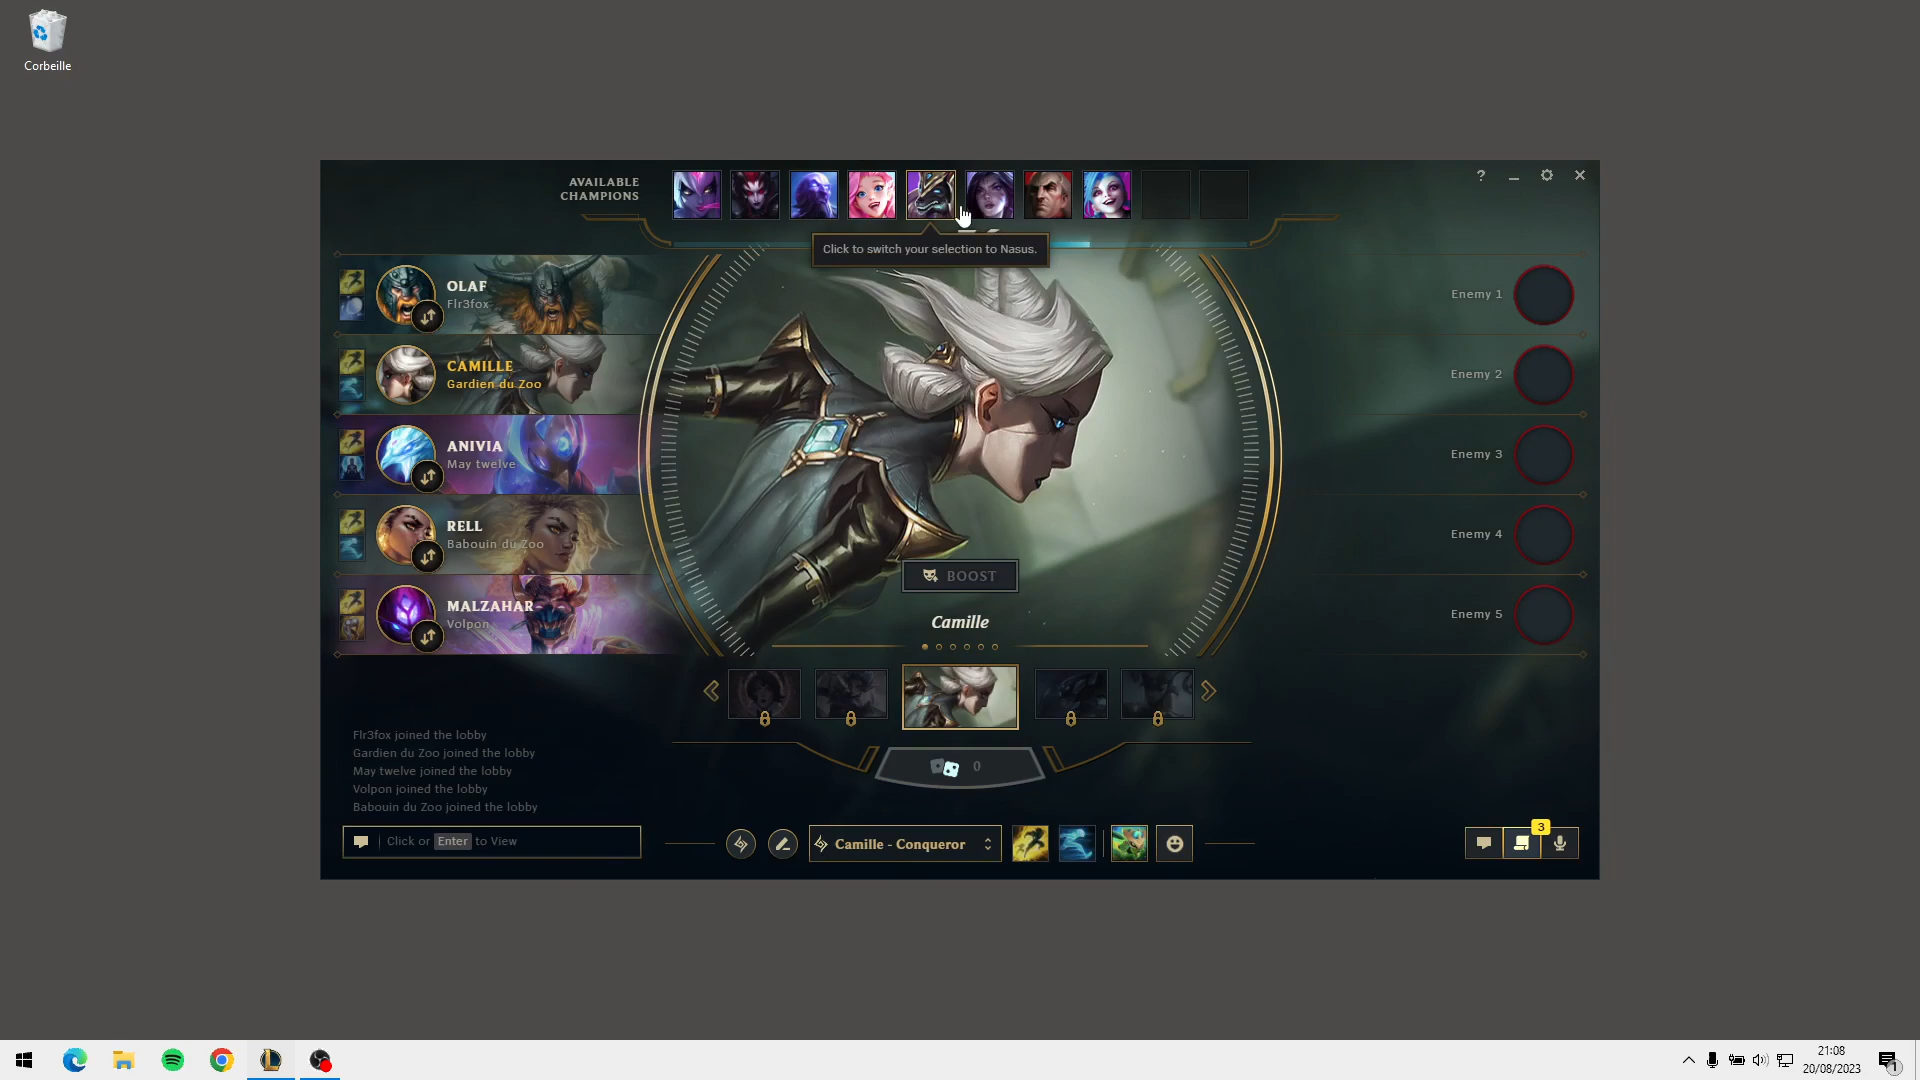 Corbeille
AVAILABLE
CHAMPIONS
?
Click to switch your selection to Nasus.
OLAF
Flr3fox
CAMILLE
Gardien du Zoo
ANIVIA
May twelve
RELL
Babouin du Zoo
MALZAHAR
Volpon
Enemy 1
Enemy 2
Enemy 3
Enemy 4
Enemy 5
BOOST
Camille
0
Flr3fox joined the lobby
Gardien du Zoo joined the lobby
May twelve joined the lobby
Volpon joined the lobby
Babouin du Zoo joined the lobby
Click or Enter to View
Camille - Conqueror
3
21:08
20/08/2023
1